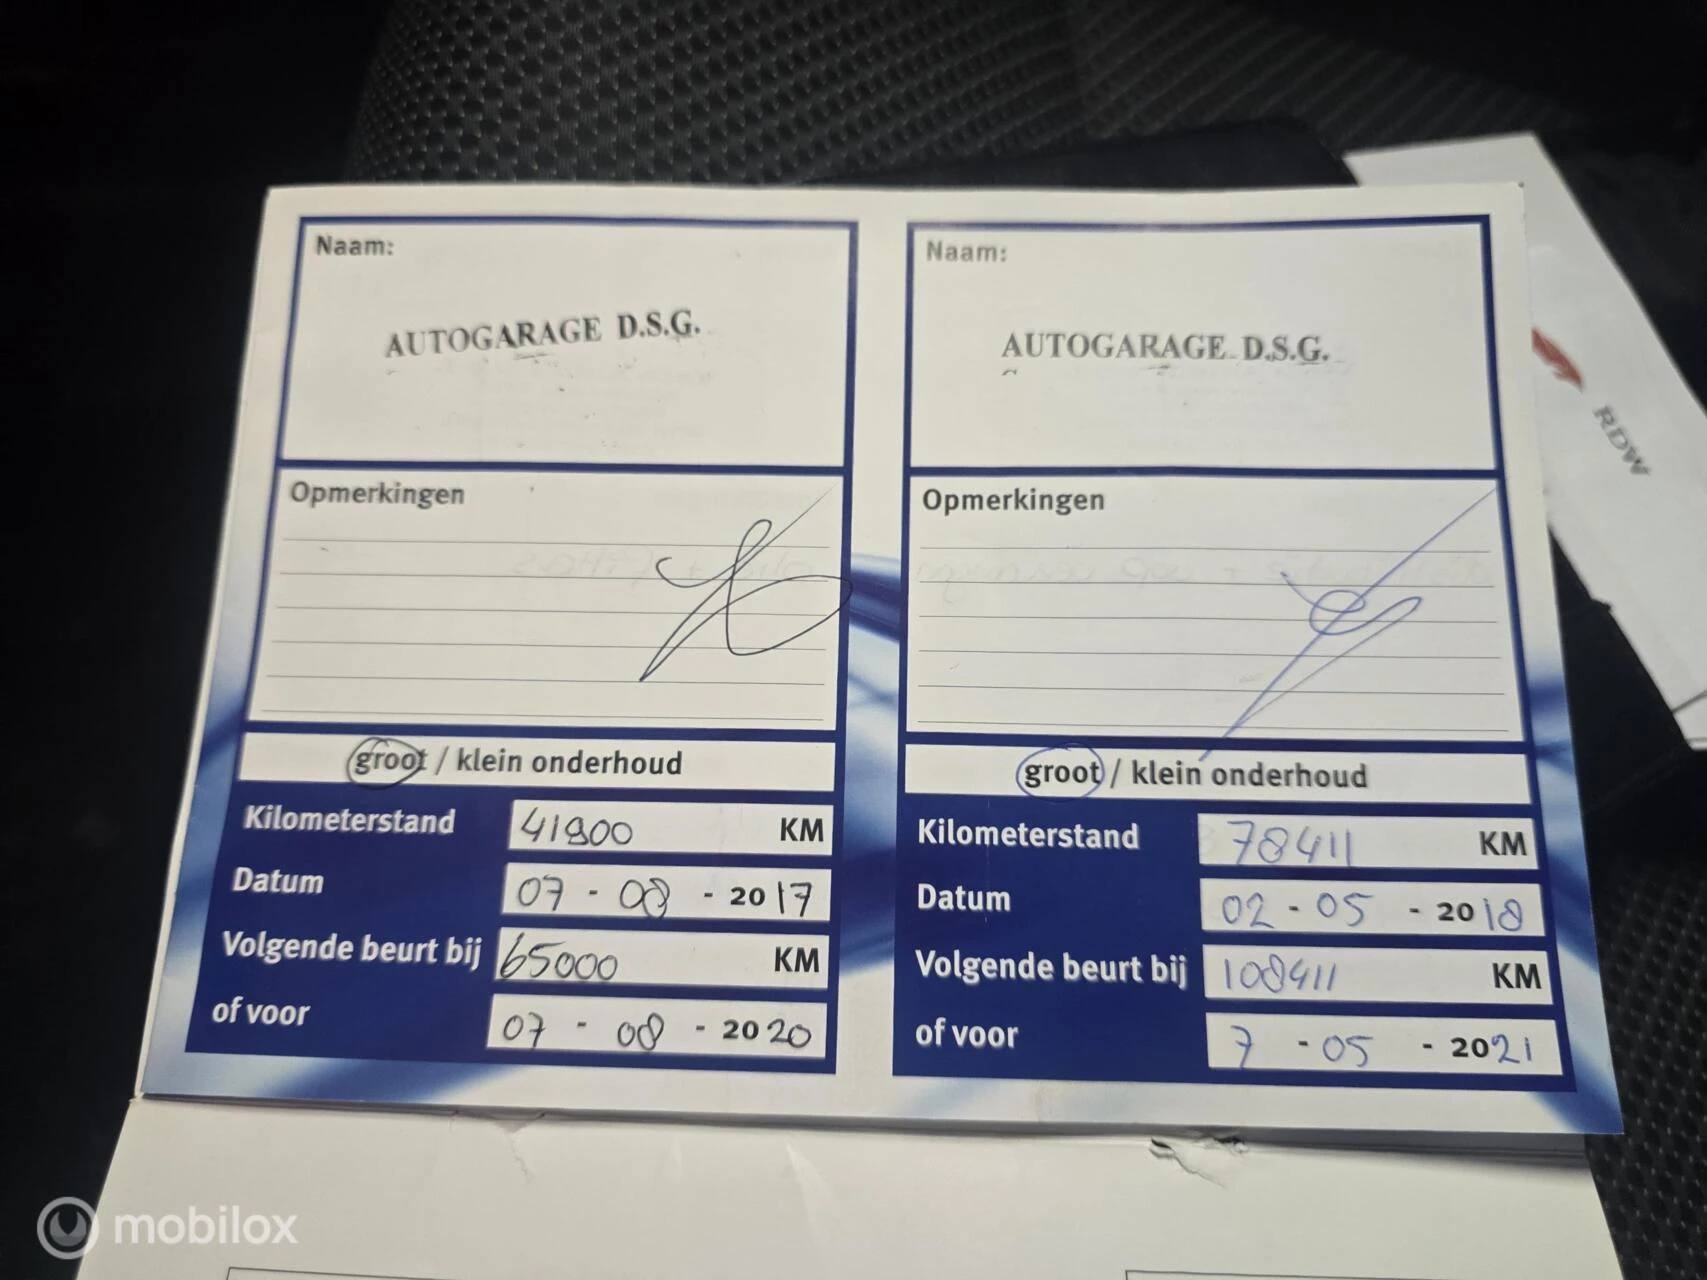 Naam:
AUTOGARAGE D.S.G.
Opmerkingen
groot / klein onderhoud
Kilometerstand 41900 KM
Datum 07 - 08 - 2017
Volgende beurt bij 65000 KM
of voor 07 - 08 - 2020
Naam:
AUTOGARAGE D.S.G.
Opmerkingen
groot / klein onderhoud
Kilometerstand 78411 KM
Datum 02 - 05 - 2018
Volgende beurt bij 108411 KM
of voor 7 - 05 - 2021
RDW
mobilox